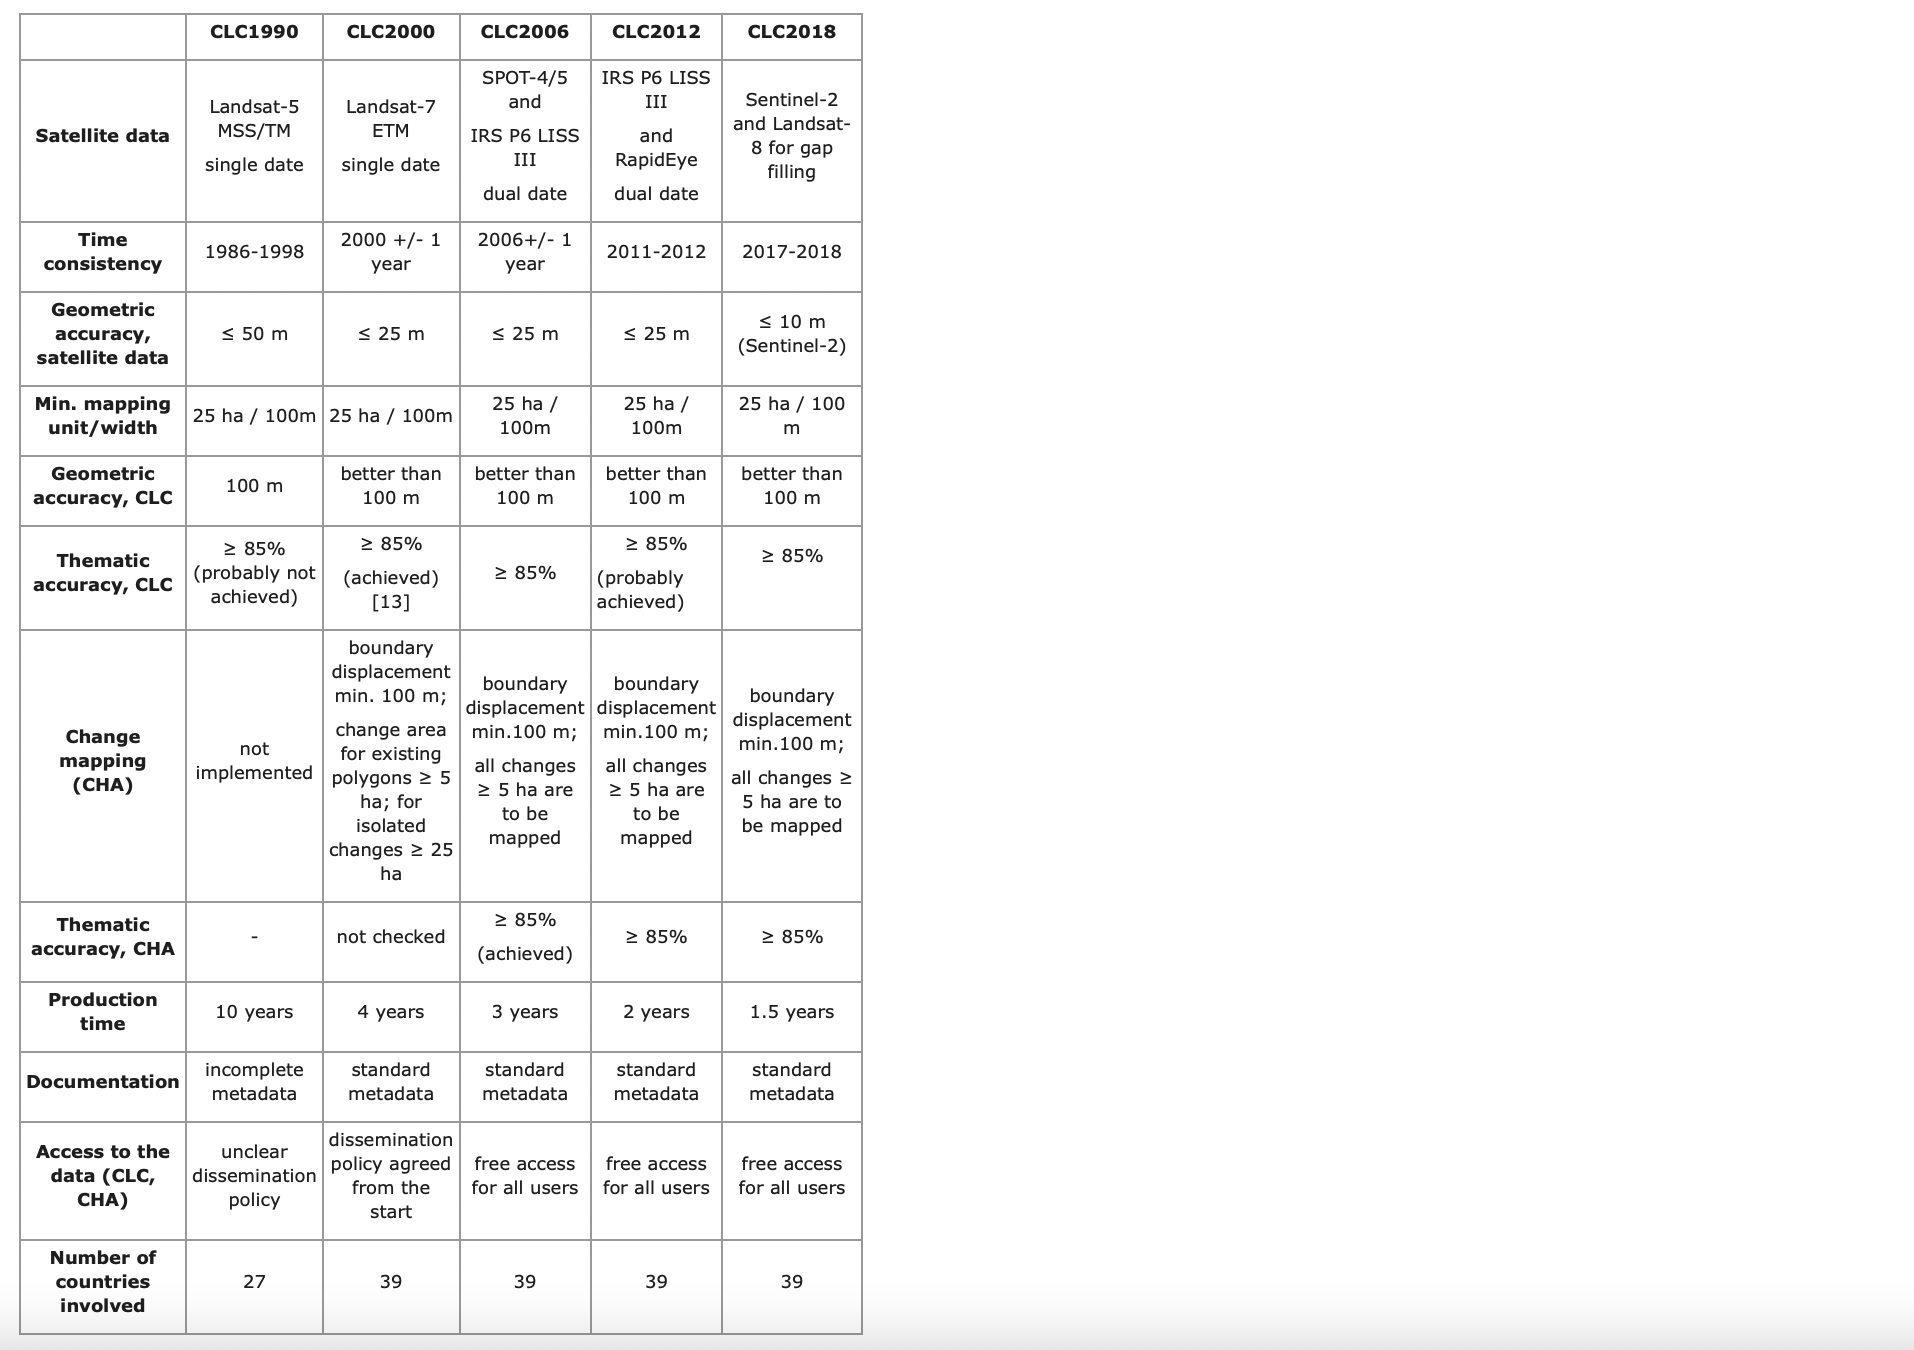 CLC1990 CLC2000 CLC2006 CLC2012 CLC2018
Satellite data
Landsat-5
MSS/TM
single date
Landsat-7
ETM
single date
SPOT-4/5
and
IRS P6 LISS
III
dual date
IRS P6 LISS
III
and
RapidEye
dual date
Sentinel-2
and Landsat-
8 for gap
filling
Time
consistency
1986-1998
2000 +/- 1
year
2006+/- 1
year
2011-2012
2017-2018
Geometric
accuracy,
satellite data
≤ 50 m
≤ 25 m
≤ 25 m
≤ 25 m
≤ 10 m
(Sentinel-2)
Min. mapping
unit/width
25 ha / 100m
25 ha / 100m
25 ha /
100m
25 ha /
100m
25 ha / 100
m
Geometric
accuracy, CLC
100 m
better than
100 m
better than
100 m
better than
100 m
better than
100 m
Thematic
accuracy, CLC
≥ 85%
(probably not
achieved)
≥ 85%
(achieved)
[13]
≥ 85%
≥ 85%
(probably
achieved)
≥ 85%
Change
mapping
(CHA)
not
implemented
boundary
displacement
min. 100 m;
change area
for existing
polygons ≥ 5
ha; for
isolated
changes ≥ 25
ha
boundary
displacement
min.100 m;
all changes
≥ 5 ha are
to be
mapped
boundary
displacement
min.100 m;
all changes
≥ 5 ha are
to be
mapped
boundary
displacement
min.100 m;
all changes ≥
5 ha are to
be mapped
Thematic
accuracy, CHA
-
not checked
≥ 85%
(achieved)
≥ 85%
≥ 85%
Production
time
10 years
4 years
3 years
2 years
1.5 years
Documentation
incomplete
metadata
standard
metadata
standard
metadata
standard
metadata
standard
metadata
Access to the
data (CLC,
CHA)
unclear
dissemination
policy
dissemination
policy agreed
from the
start
free access
for all users
free access
for all users
free access
for all users
Number of
countries
involved
27
39
39
39
39